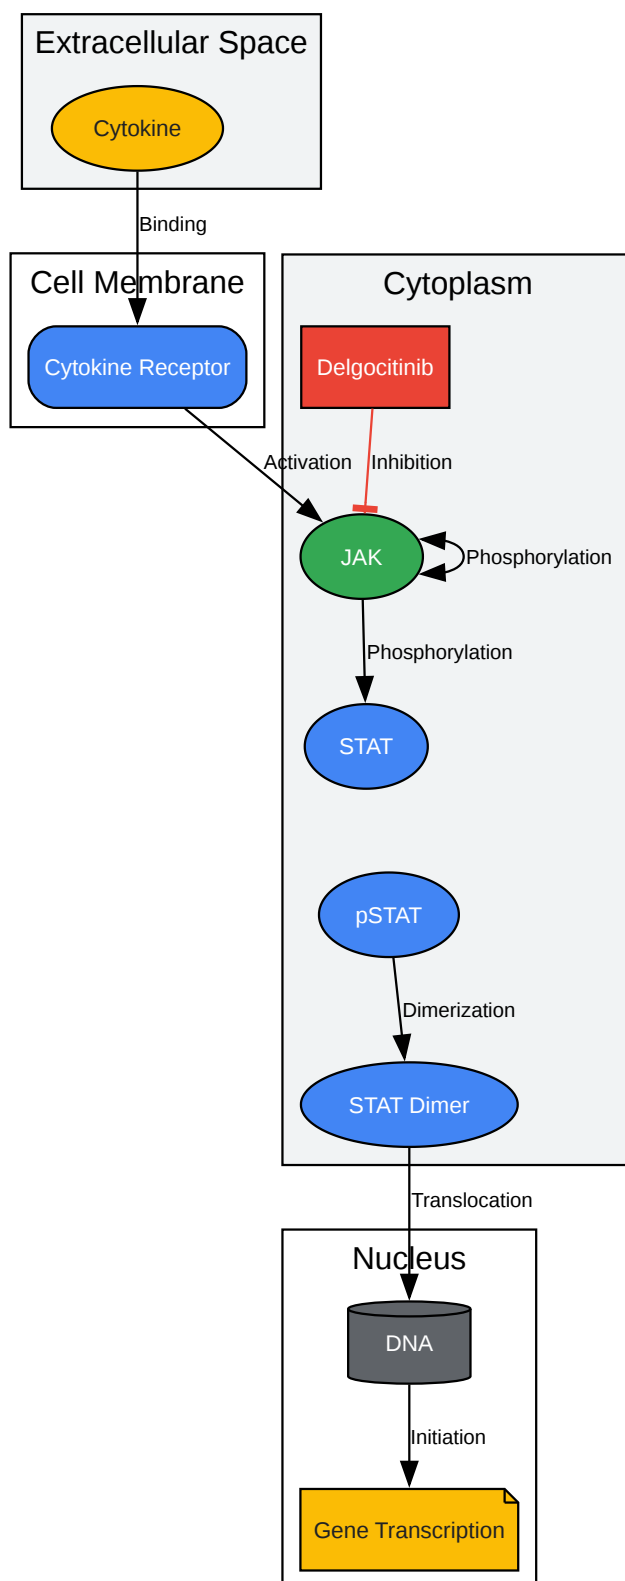 Extracellular Space
Cytokine
Binding
Cell Membrane
Cytokine Receptor
Cytoplasm
Delgocitinib
Activation
Inhibition
JAK
Phosphorylation
Phosphorylation
STAT
pSTAT
Dimerization
STAT Dimer
Translocation
Nucleus
DNA
Initiation
Gene Transcription